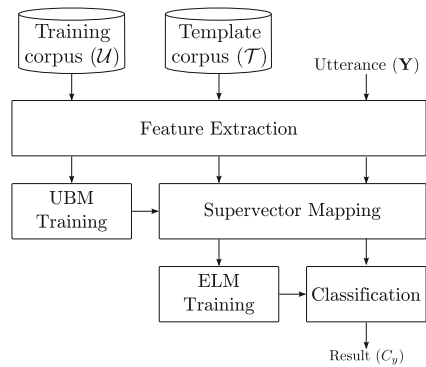 Training
corpus (𝒰)
Template
corpus (𝒯)
Utterance (Y)
Feature Extraction
UBM
Training
Supervector Mapping
ELM
Training
Classification
Result (C_y)